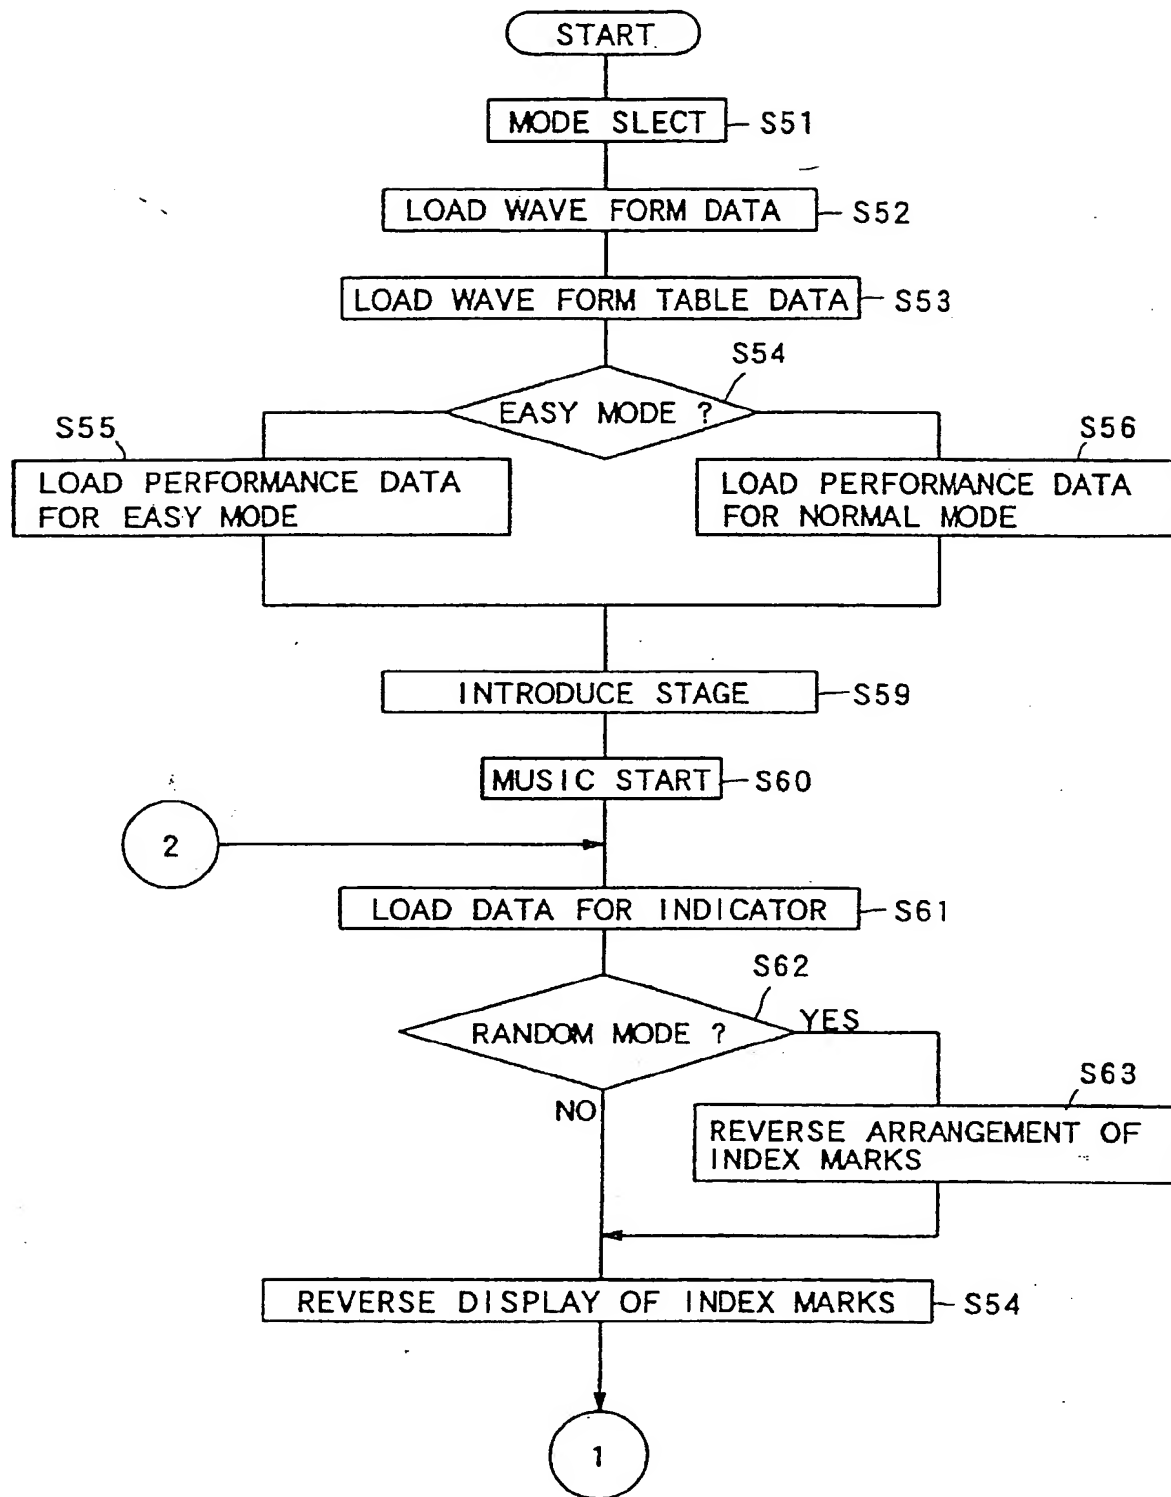 START
MODE SLECT
S51
LOAD WAVE FORM DATA
S52
LOAD WAVE FORM TABLE DATA
S53
S54
EASY MODE ?
S55
LOAD PERFORMANCE DATA
FOR EASY MODE
S56
LOAD PERFORMANCE DATA
FOR NORMAL MODE
INTRODUCE STAGE
S59
MUSIC START
S60
2
LOAD DATA FOR INDICATOR
S61
S62
RANDOM MODE ?
YES
NO
S63
REVERSE ARRANGEMENT OF
INDEX MARKS
REVERSE DISPLAY OF INDEX MARKS
S54
1